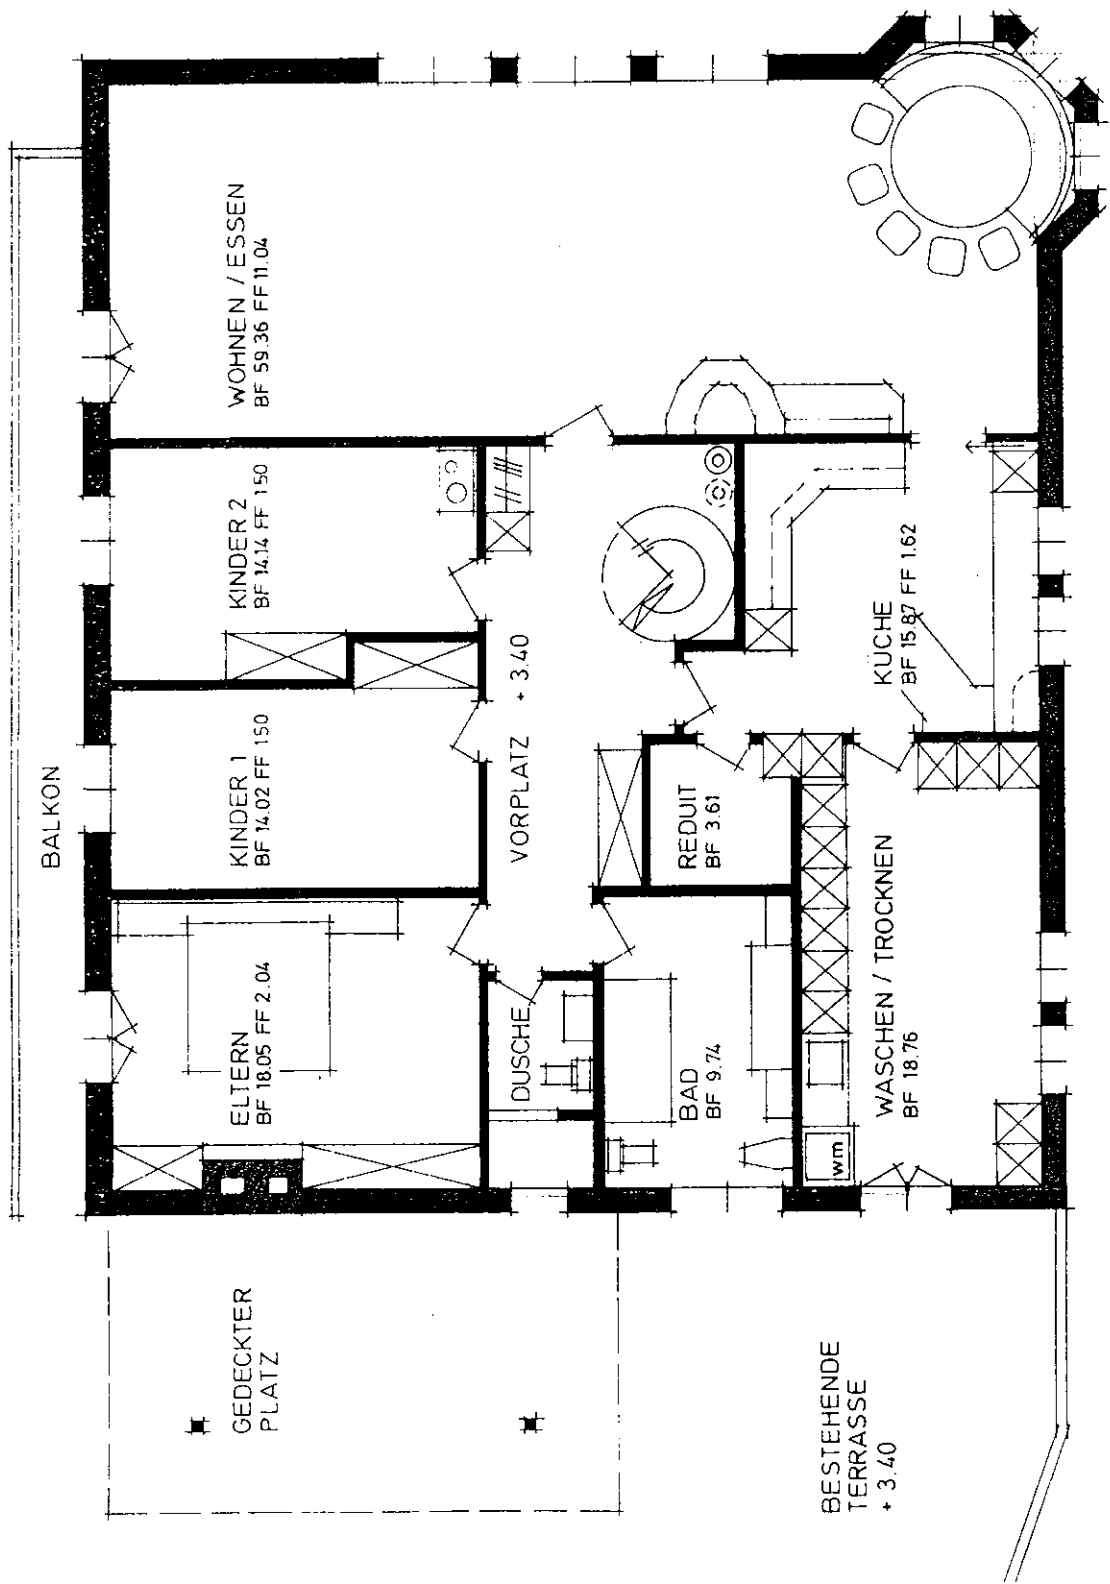 BALKON
ELTERN
BF 18.05 FF 2.04
KINDER 1
BF 14.02 FF 1.50
KINDER 2
BF 14.14 FF 1.50
WOHNEN / ESSEN
BF 59.36 FF 11.04
GEDECKTER
PLATZ
DUSCHE
VORPLATZ + 3.40
BAD
BF 9.74
REDUIT
BF 3.61
WASCHEN / TROCKNEN
BF 18.76
KÜCHE
BF 15.87 FF 1.62
wm
BESTEHENDE
TERRASSE
+ 3.40